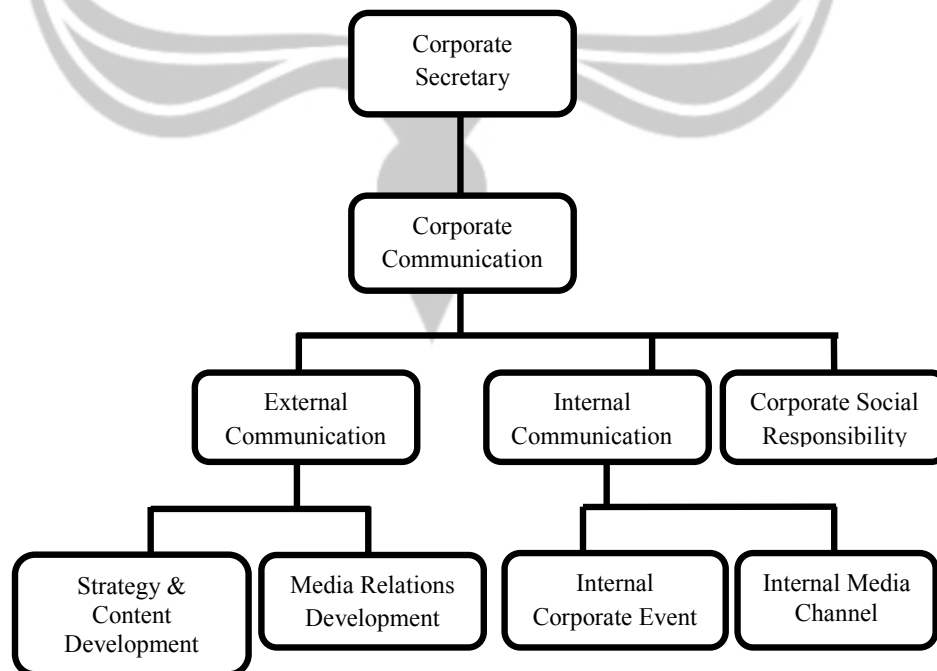 Corporate
Secretary
Corporate
Communication
External
Communication
Internal
Communication
Corporate Social
Responsibility
Strategy &
Content
Development
Media Relations
Development
Internal
Corporate Event
Internal Media
Channel